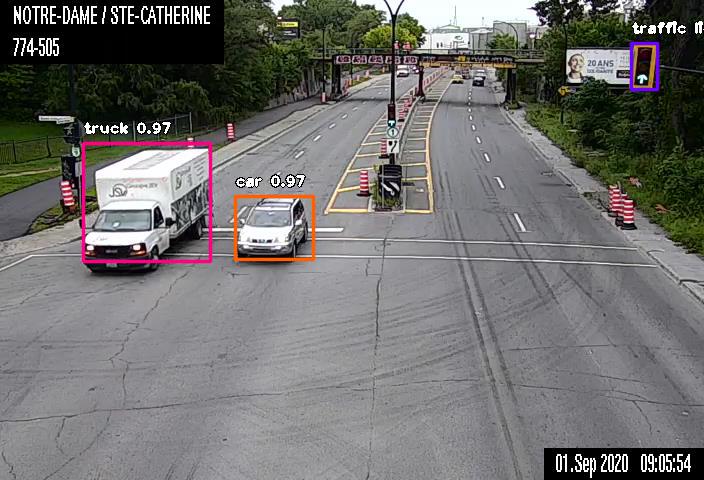 NOTRE-DAME / STE-CATHERINE
774-505
traffic
truck 0.97
car 0.97
20 ANS
01.Sep 2020 09:05:54